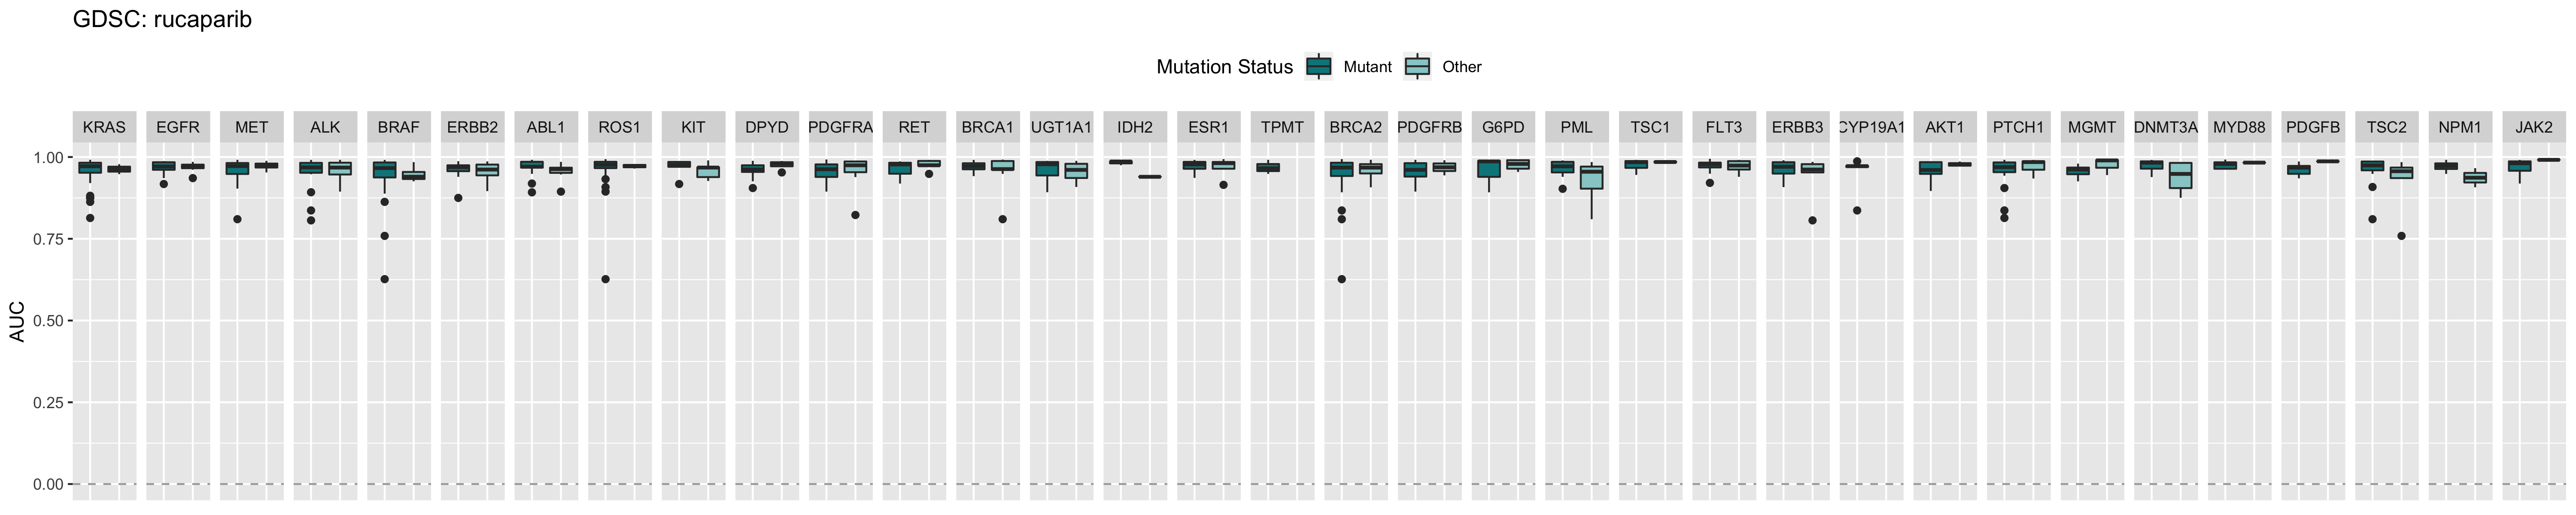 GDSC: rucaparib
Mutation Status Mutant Other
KRAS EGFR MET ALK BRAF ERBB2 ABL1 ROS1 KIT DPYD PDGFRA RET BRCA1 UGT1A1 IDH2 ESR1 TPMT BRCA2 PDGFRB G6PD PML TSC1 FLT3 ERBB3 CYP19A1 AKT1 PTCH1 MGMT DNMT3A MYD88 PDGFB TSC2 NPM1 JAK2
1.00
0.75
0.50
0.25
0.00
AUC